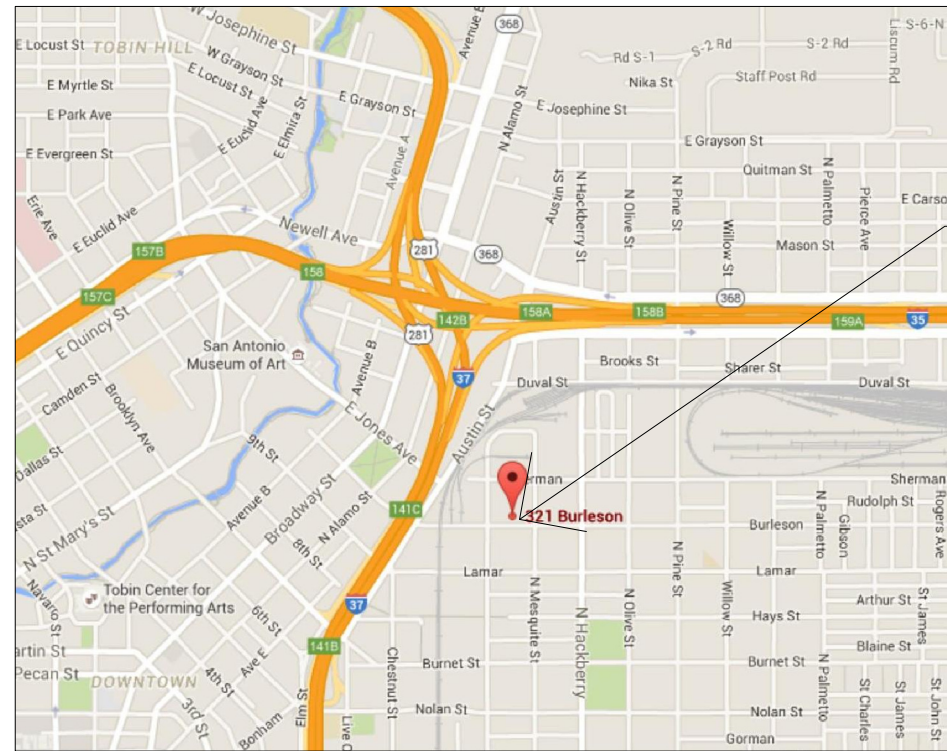 W Josephine St
368
Avenue B
S-6-N
Liscum Rd
E Locust St
TOBIN HILL
Rd S-1
S-2 Rd
S-2 Rd
W Grayson St
E Locust St
Nika St
Staff Post Rd
E Myrtle St
E Park Ave
E Euclid Ave
E Elmira St
E Grayson St
N Alamo St
E Josephine St
E Evergreen St
Avenue A
E Grayson St
Quitman St
Austin St
N Hackberry St
N Olive St
N Pine St
N Palmetto
Pierce Ave
E Carso
Erie Ave
E Euclid Ave
Newell Ave
Willow St
Mason St
157B
281
368
158
157C
368
158A
158B
142B
159A
35
E Quincy St
281
San Antonio
Museum of Art
Avenue B
37
Brooks St
Sharer St
Duval St
Duval St
Camden St
Brooklyn Ave
E Jones Ave
Austin St
Dallas St
9th St
Sherman
rman
321 Burleson
141C
Avenue B
Broadway St
N Alamo St
8th St
Rudolph St
Rogers Ave
Burleson
N Palmetto
Gibson
sta St
N St Mary's St
Lamar
Lamar
N Pine St
Tobin Center for
the Performing Arts
Navarro St
37
N Mesquite St
N Hackberry
N Olive St
Willow St
Arthur St
St James
Hays St
6th St
141B
Blaine St
artin St
Ave E
Pecan St
4th St
DOWNTOWN
Chestnut St
Burnet St
Burnet St
N Palmetto
St Charles
St James
St John St
3rd St
Bonham
Elm St
Live O
Nolan St
Nolan St
Gorman